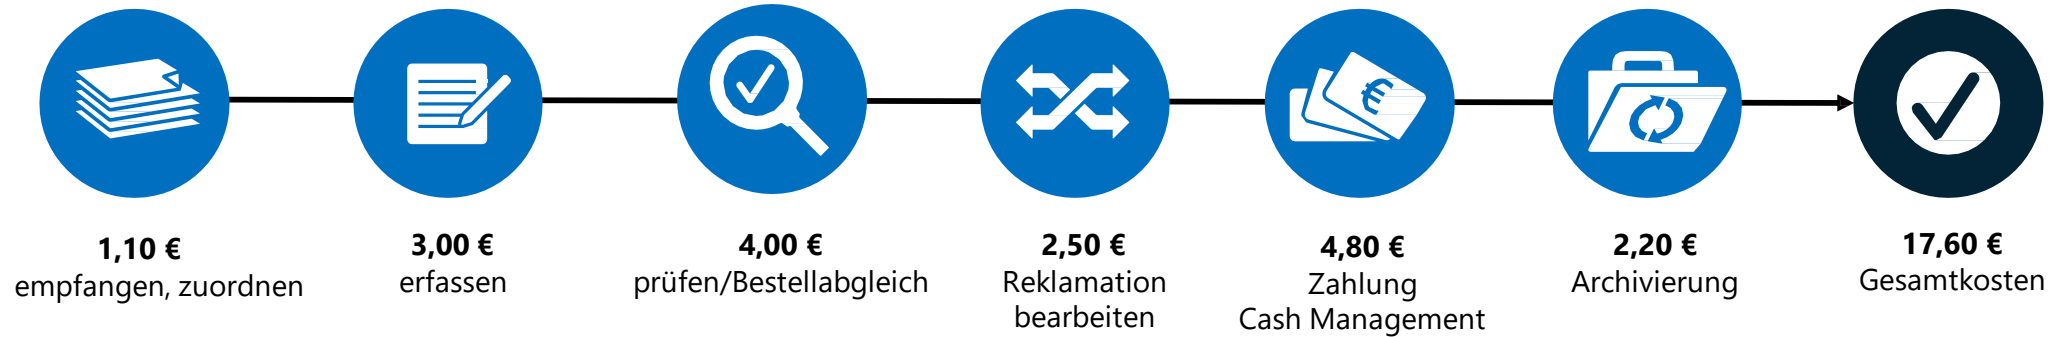 1,10 €
empfangen, zuordnen
3,00 €
erfassen
4,00 €
prüfen/Bestellabgleich
2,50 €
Reklamation
bearbeiten
4,80 €
Zahlung
Cash Management
2,20 €
Archivierung
17,60 €
Gesamtkosten